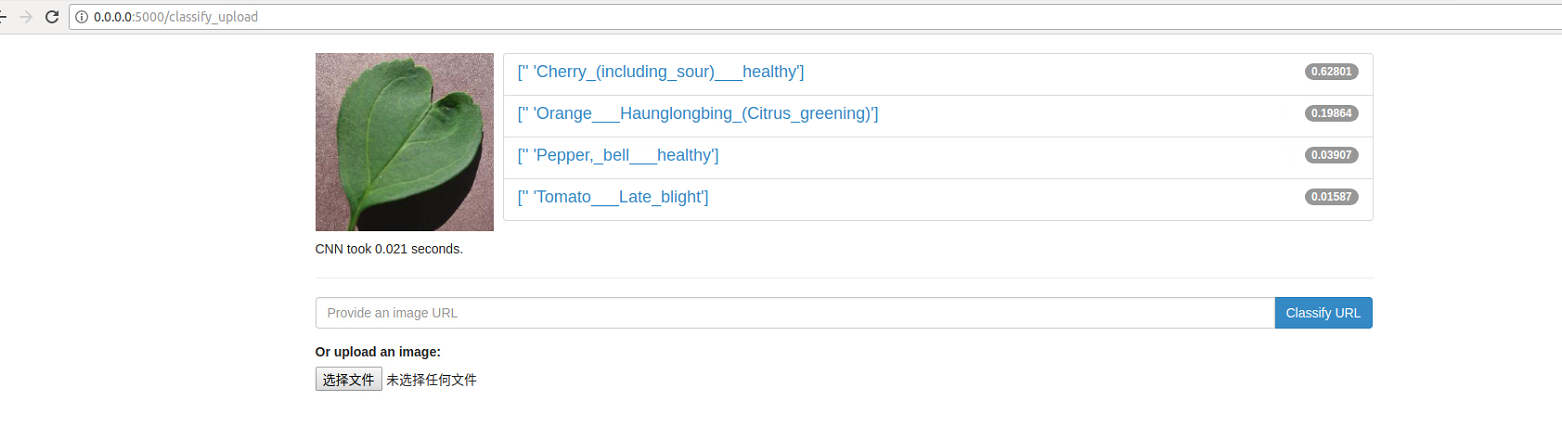 0.0.0.0:5000/classify_upload
['' 'Cherry_(including_sour)___healthy'] 0.62801
['' 'Orange___Haunglongbing_(Citrus_greening)'] 0.19864
['' 'Pepper,_bell___healthy'] 0.03907
['' 'Tomato___Late_blight'] 0.01587
CNN took 0.021 seconds.
Provide an image URL Classify URL
Or upload an image:
选择文件 未选择任何文件